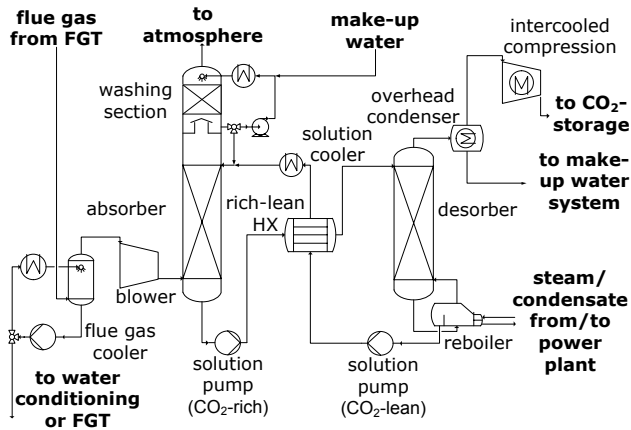 flue gas
from FGT
to
atmosphere
make-up
water
intercooled
compression
washing
section
overhead
condenser
to CO₂-
storage
solution
cooler
to make-
up water
system
absorber
rich-lean
HX
desorber
blower
steam/
condensate
from/to
power
plant
flue gas
cooler
reboiler
solution
pump
(CO₂-rich)
solution
pump
(CO₂-lean)
to water
conditioning
or FGT
M